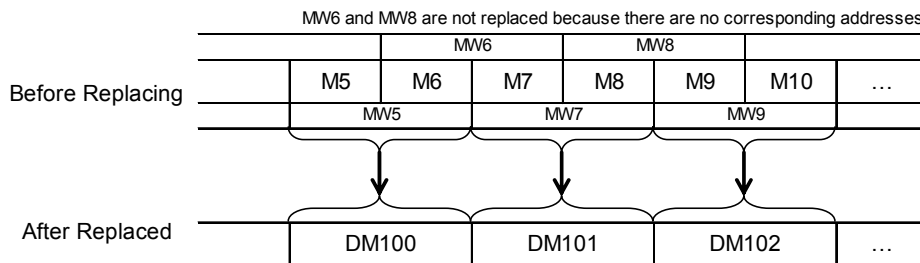 MW6 and MW8 are not replaced because there are no corresponding addresses
MW6 MW8
Before Replacing M5 M6 M7 M8 M9 M10 …
MW5 MW7 MW9
After Replaced DM100 DM101 DM102 …